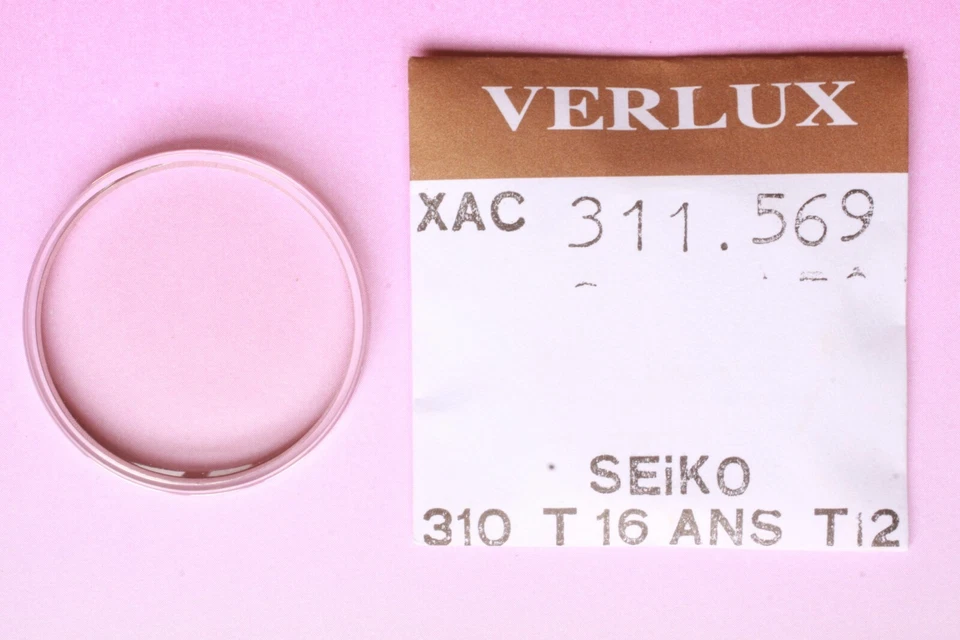 VERLUX
XAC 311.569
SEiKO
310 T 16 ANS T12